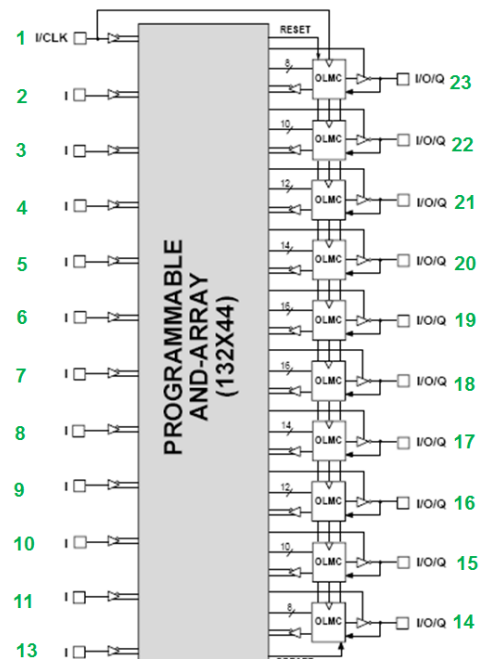 RESET
1 I/CLK
8
OLMC
I/O/Q 23
2 I
10
OLMC
I/O/Q 22
3 I
12
OLMC
I/O/Q 21
4 I
14
OLMC
I/O/Q 20
5 I
16
OLMC
I/O/Q 19
6 I
PROGRAMMABLE
AND-ARRAY
(132X44)
16
OLMC
I/O/Q 18
7 I
14
OLMC
I/O/Q 17
8 I
12
OLMC
I/O/Q 16
9 I
10
OLMC
I/O/Q 15
10 I
8
OLMC
I/O/Q 14
11 I
13 I